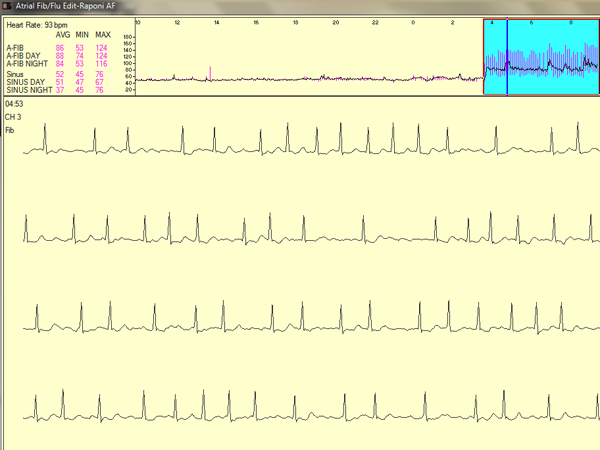 Atrial Fib/Flu Edit-Raponi AF
Heart Rate: 93 bpm
AVG MIN MAX
A-FIB 86 53 124
A-FIB DAY 88 74 124
A-FIB NIGHT 84 53 116
Sinus 52 45 76
SINUS DAY 51 47 67
SINUS NIGHT 37 45 76
10 12 14 16 18 20 22 0 2 4 6 8
180
160
140
120
100
80
60
40
20
04:53
CH 3
Fib